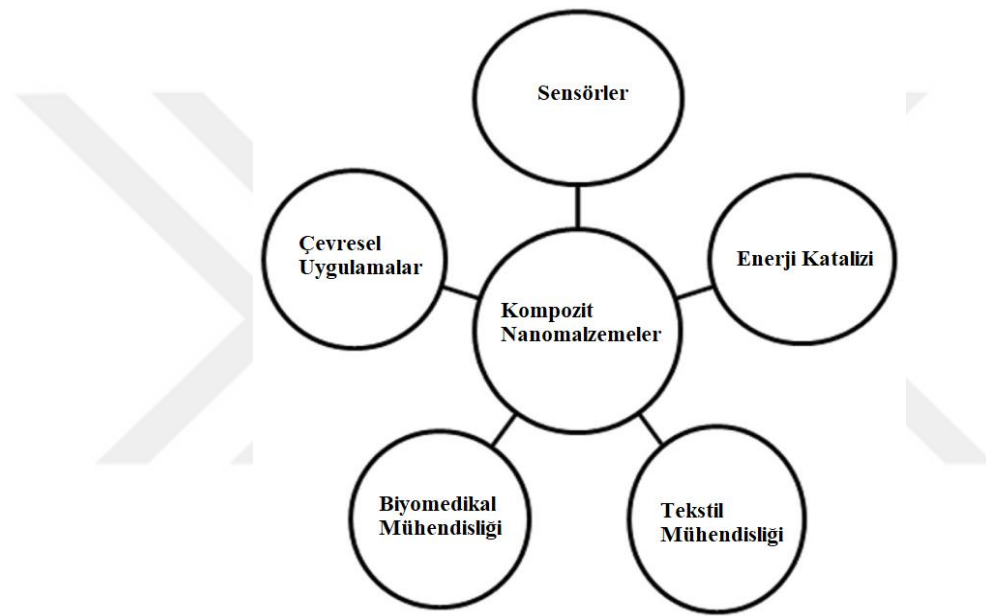 Sensörler
Çevresel
Uygulamalar
Enerji Katalizi
Kompozit
Nanomalzemeler
Biyomedikal
Mühendisliği
Tekstil
Mühendisliği